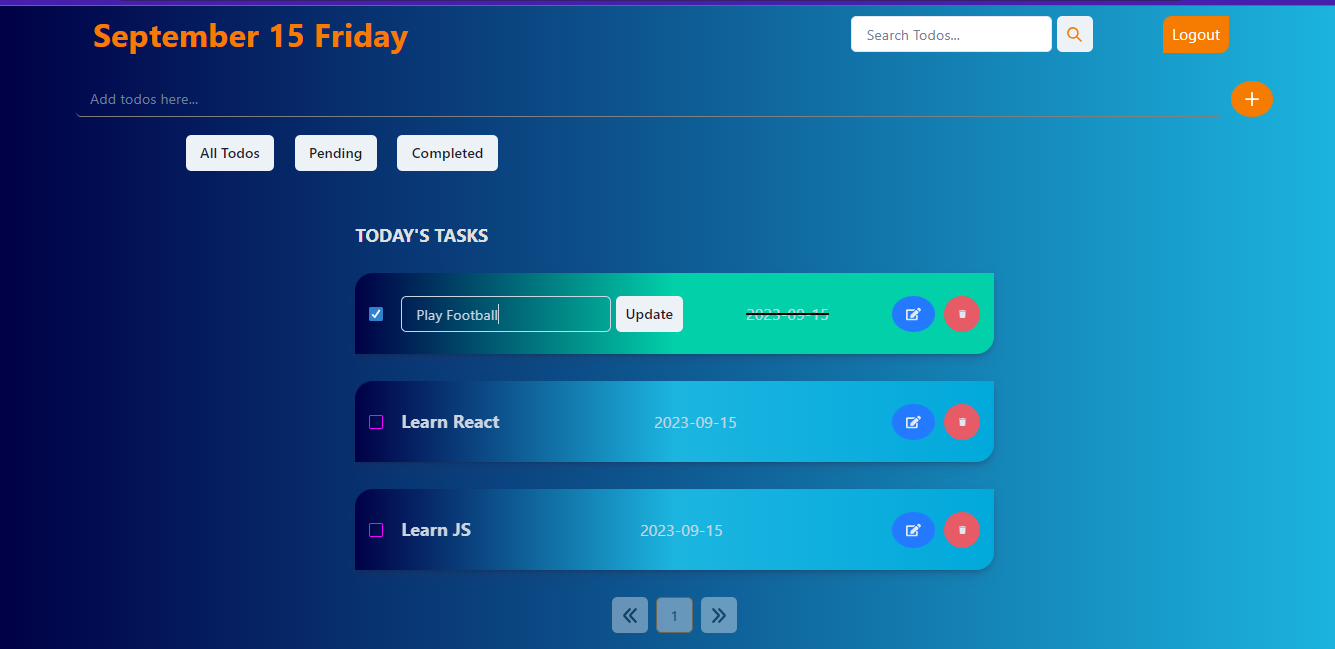 September 15 Friday
Search Todos...
Logout
Add todos here...
All Todos Pending Completed
TODAY'S TASKS
Play Football Update 2023-09-15
Learn React 2023-09-15
Learn JS 2023-09-15
1